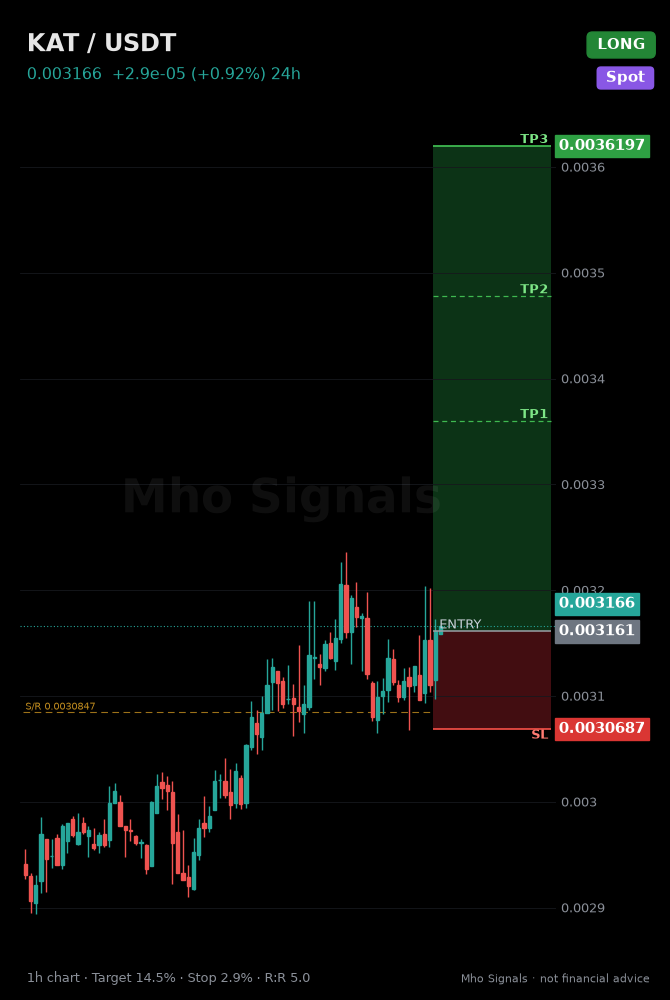 KAT / USDT
LONG
0.003166  +2.9e-05 (+0.92%) 24h
Spot
TP3
0.0036197
0.0036
0.0035
TP2
0.0034
TP1
Mho Signals
0.0033
0.0032
0.003166
ENTRY
0.003161
0.0031
S/R 0.0030847
0.0030687
SL
0.003
0.0029
1h chart · Target 14.5% · Stop 2.9% · R:R 5.0
Mho Signals · not financial advice